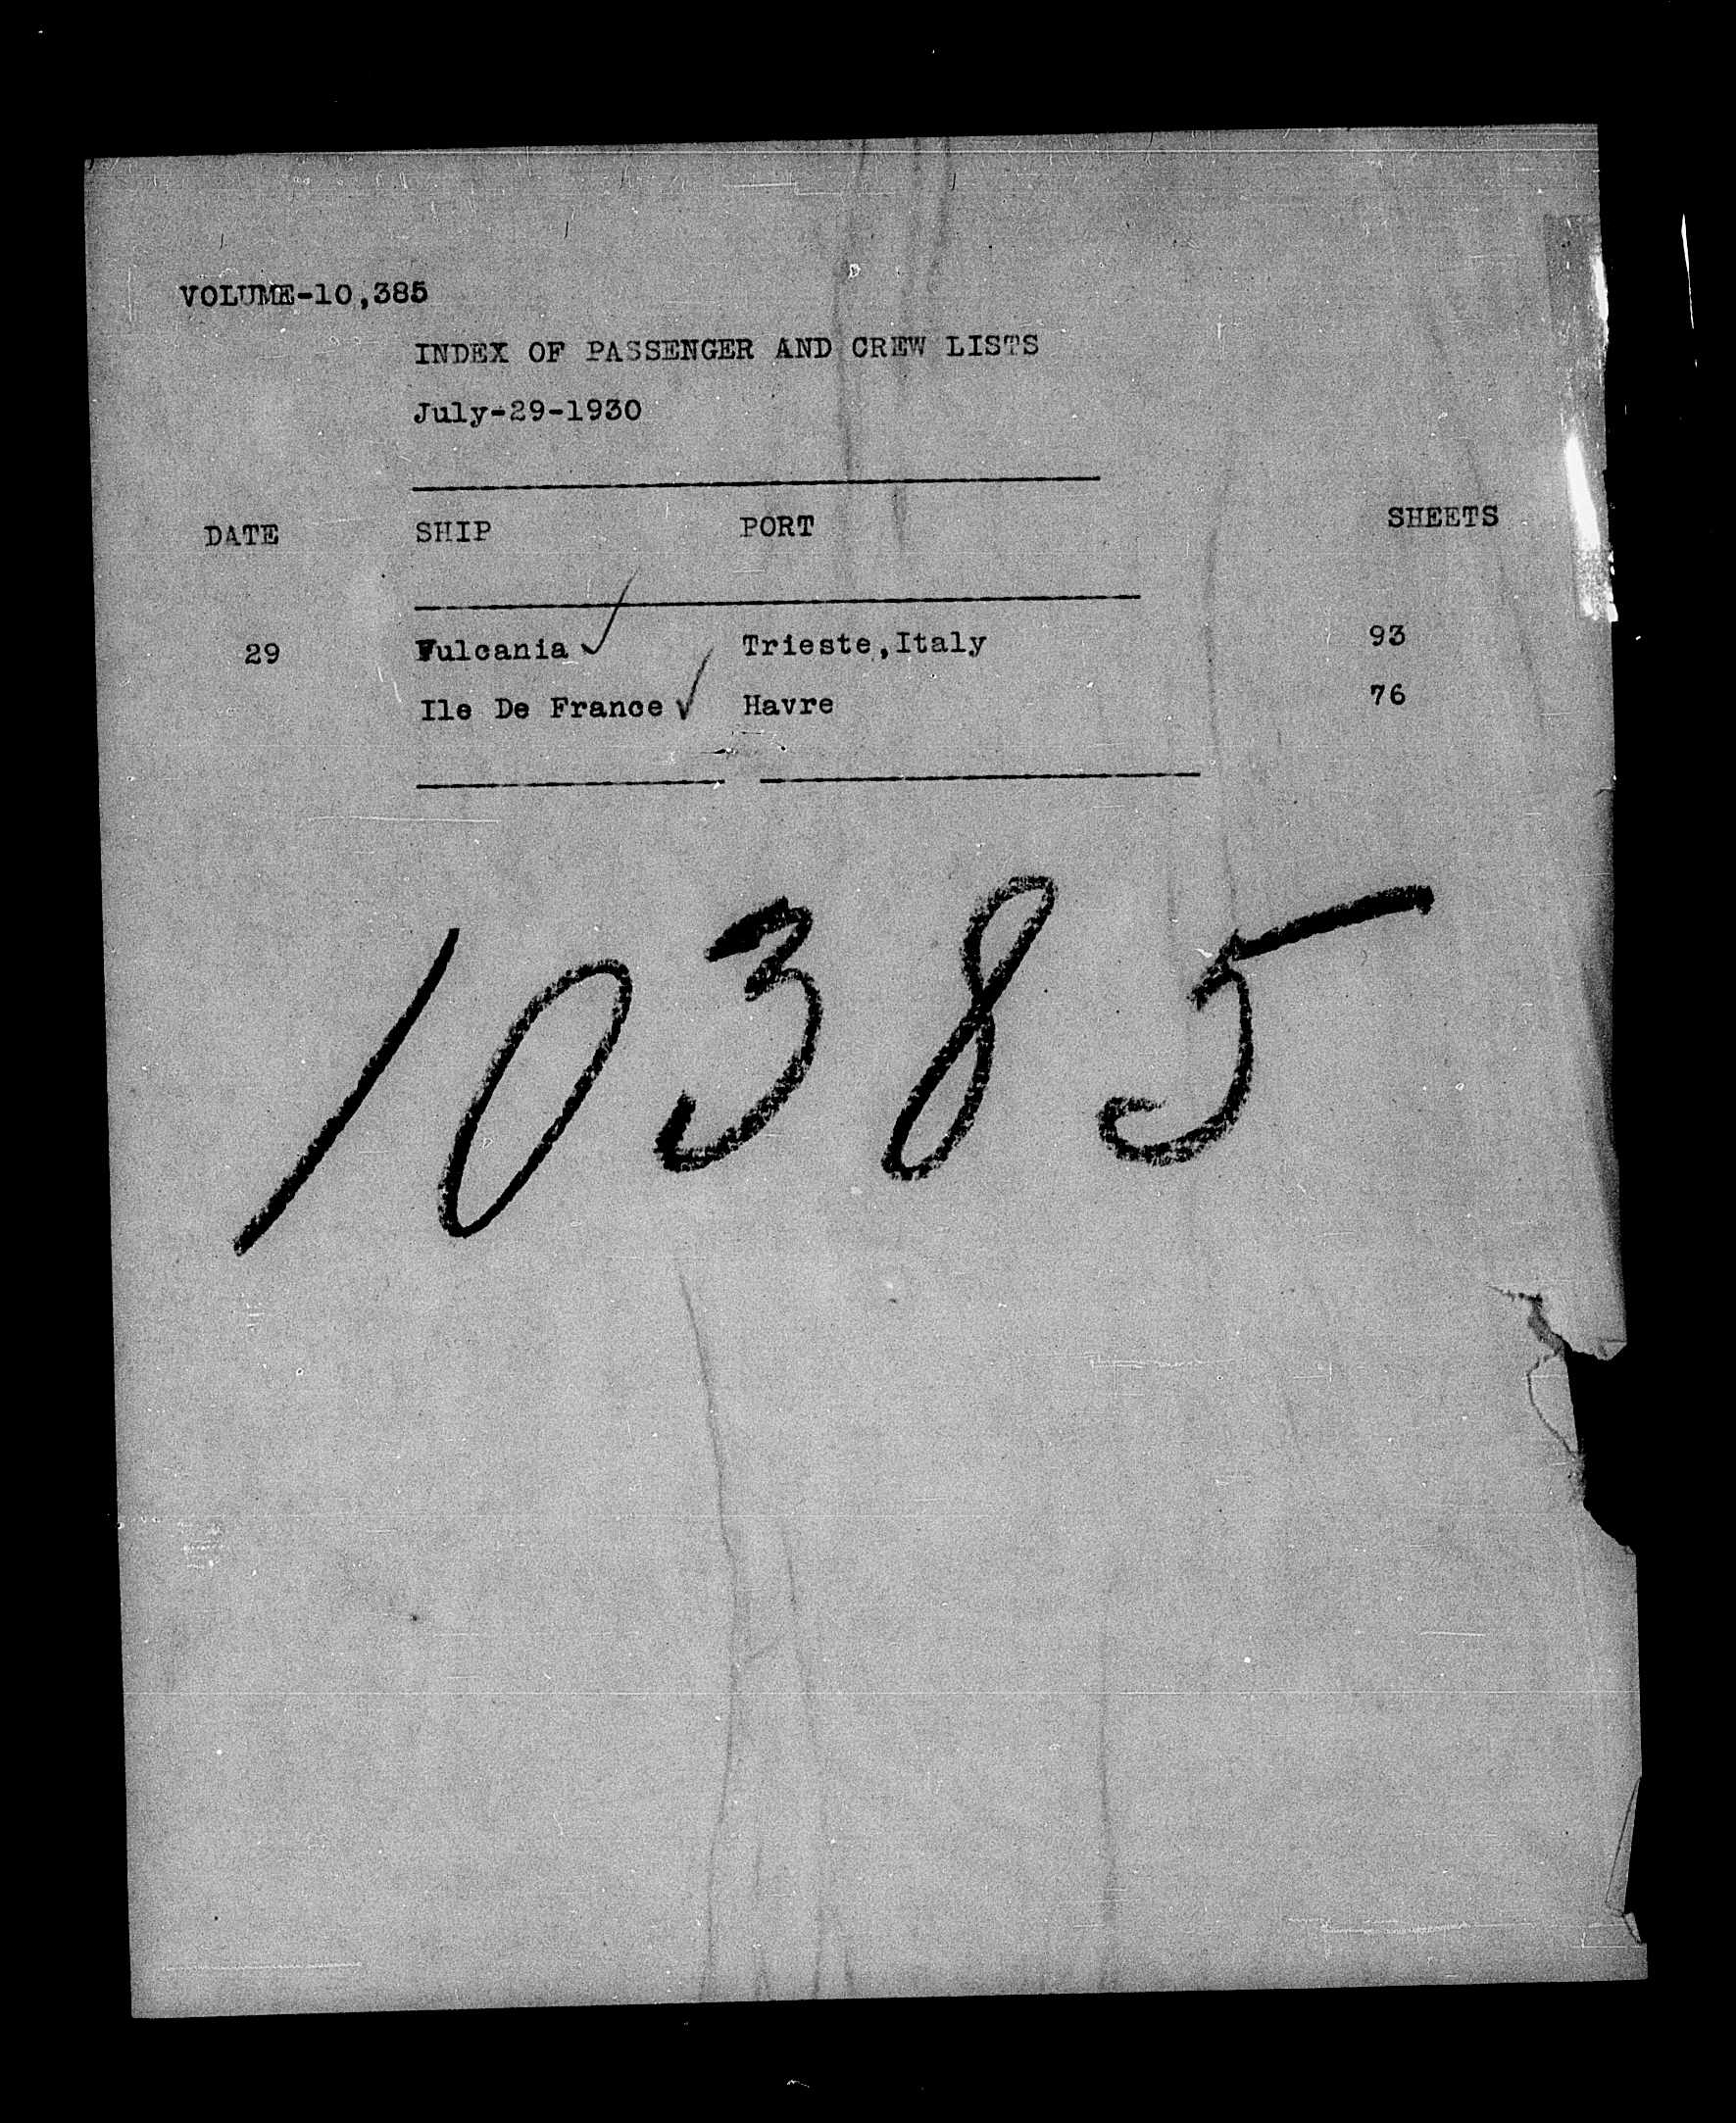 VOLUME-10,385
INDEX OF PASSENGER AND CREW LISTS
July-29-1930
DATE SHIP PORT SHEETS
29 Vulcania ✓ Trieste,Italy 93
Ile De France ✓ Havre 76
10385